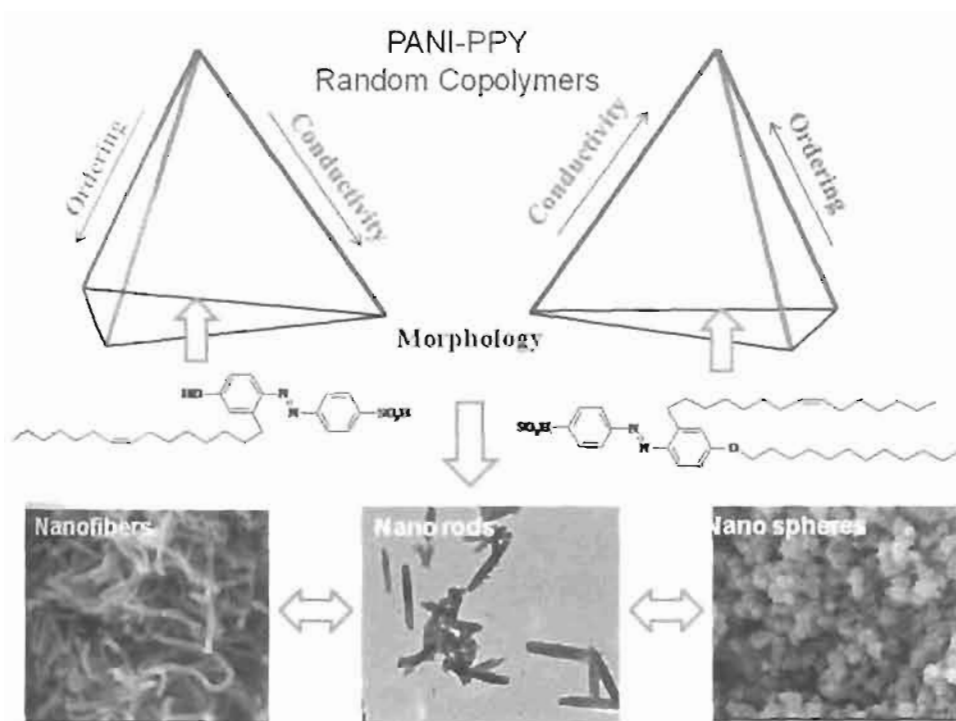 PANI-PPY
Random Copolymers
Ordering
Conductivity
Conductivity
Ordering
Morphology
HO
N
N
SO3H
SO3H
N
N
O
Nanofibers
Nano rods
Nano spheres